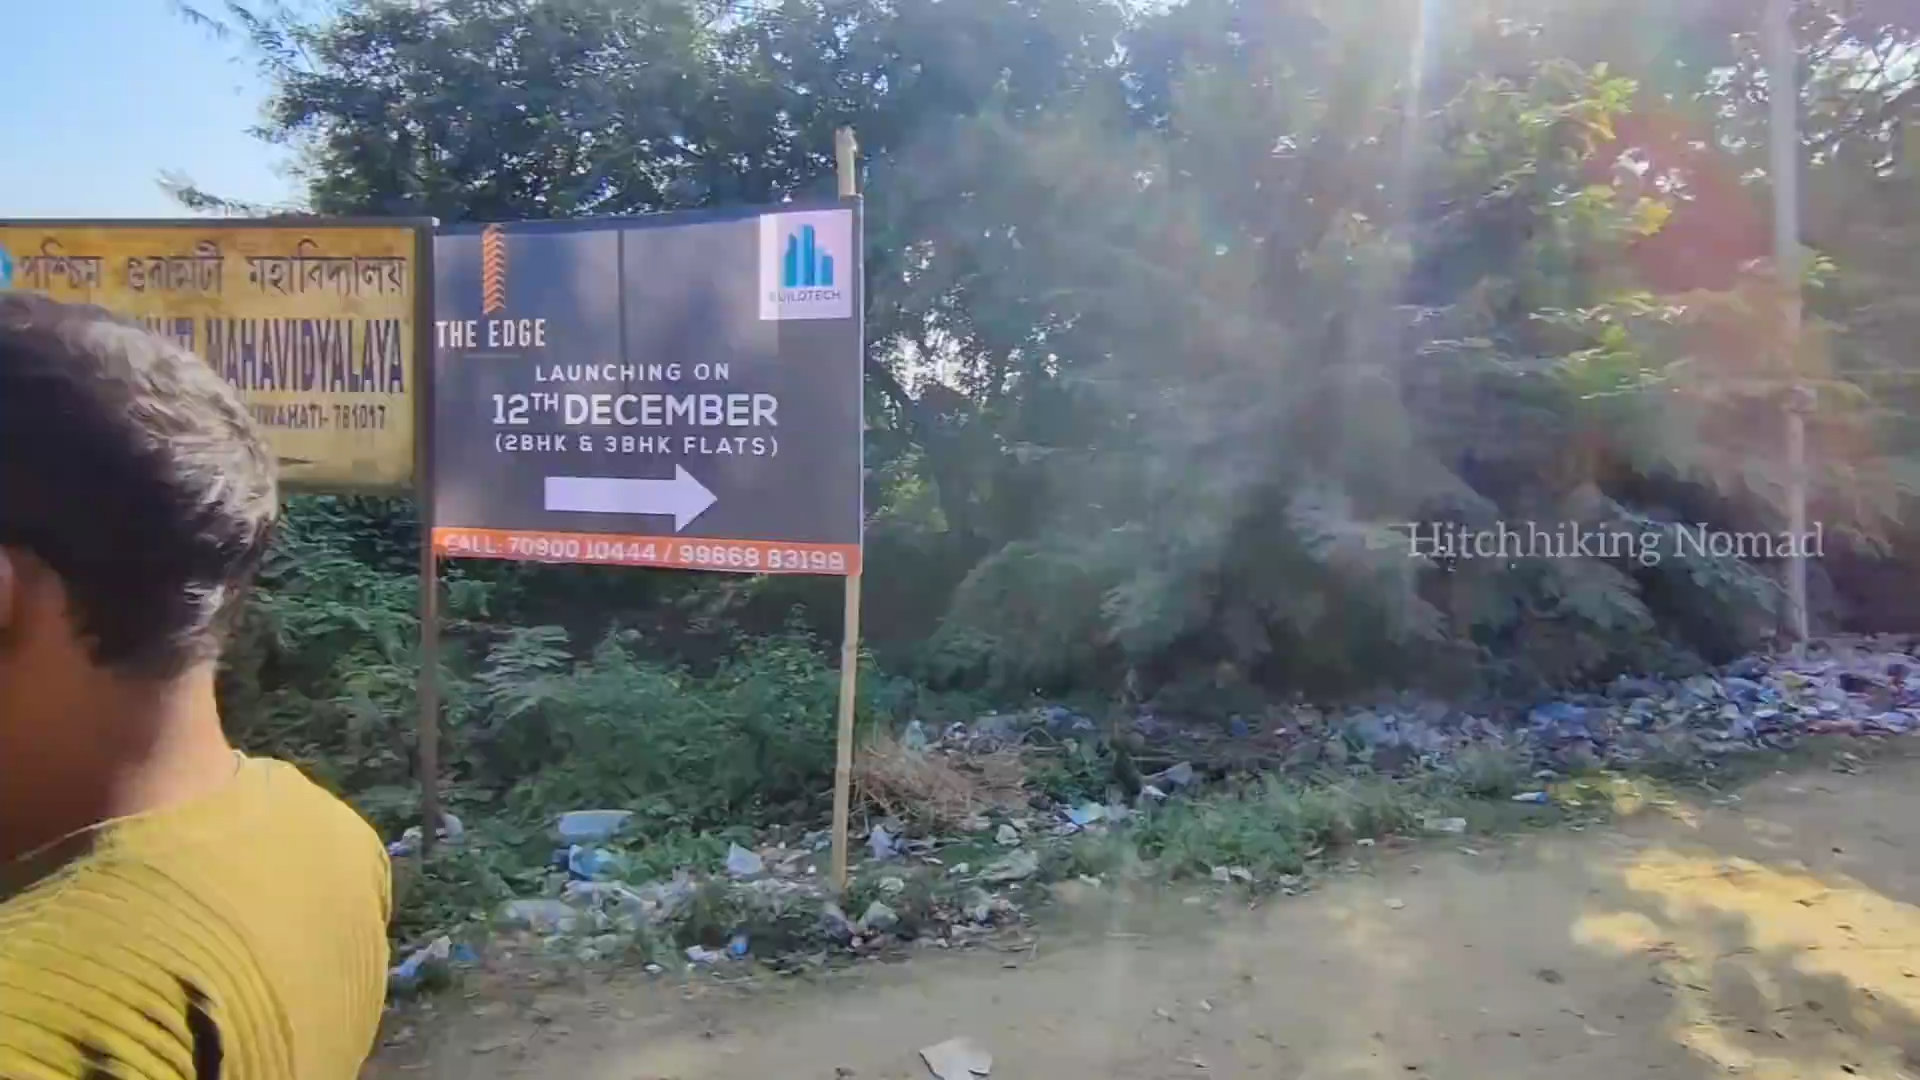 পশ্চিম গুৱাহাটী মহাবিদ্যালয়
MAHAVIDYALAYA
781017
THE EDGE
BUILDTECH
LAUNCHING ON
12TH DECEMBER
(2BHK & 3BHK FLATS)
CALL: 70900 10444 / 99868 83199
Hitchhiking Nomad